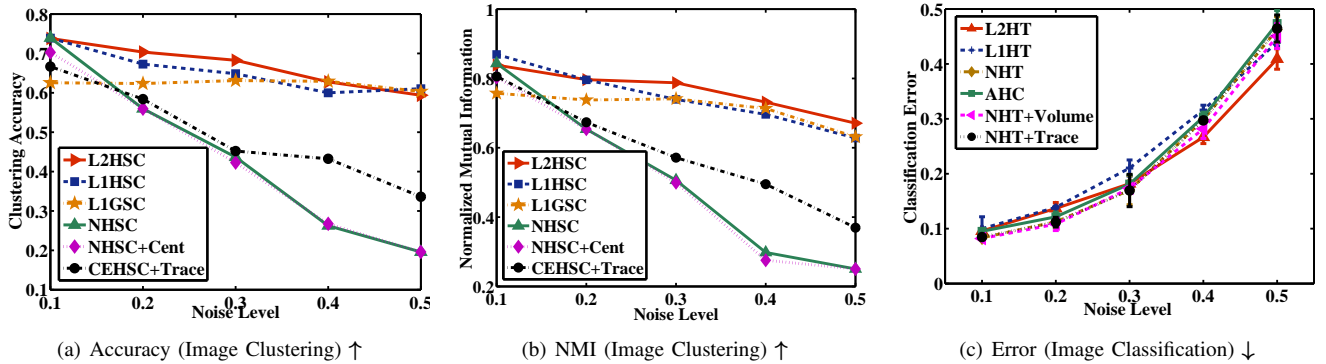 0.8
0.7
0.6
0.5
0.4
0.3
0.2
0.1
Clustering Accuracy
L2HSC
L1HSC
L1GSC
NHSC
NHSC+Cent
CEHSC+Trace
0.1 0.2 0.3 0.4 0.5
Noise Level
(a) Accuracy (Image Clustering) ↑
1
0.8
0.6
0.4
0.2
Normalized Mutual Information
L2HSC
L1HSC
L1GSC
NHSC
NHSC+Cent
CEHSC+Trace
0.1 0.2 0.3 0.4 0.5
Noise Level
(b) NMI (Image Clustering) ↑
0.5
0.4
0.3
0.2
0.1
0
Classification Error
L2HT
L1HT
NHT
AHC
NHT+Volume
NHT+Trace
0.1 0.2 0.3 0.4 0.5
Noise Level
(c) Error (Image Classification) ↓